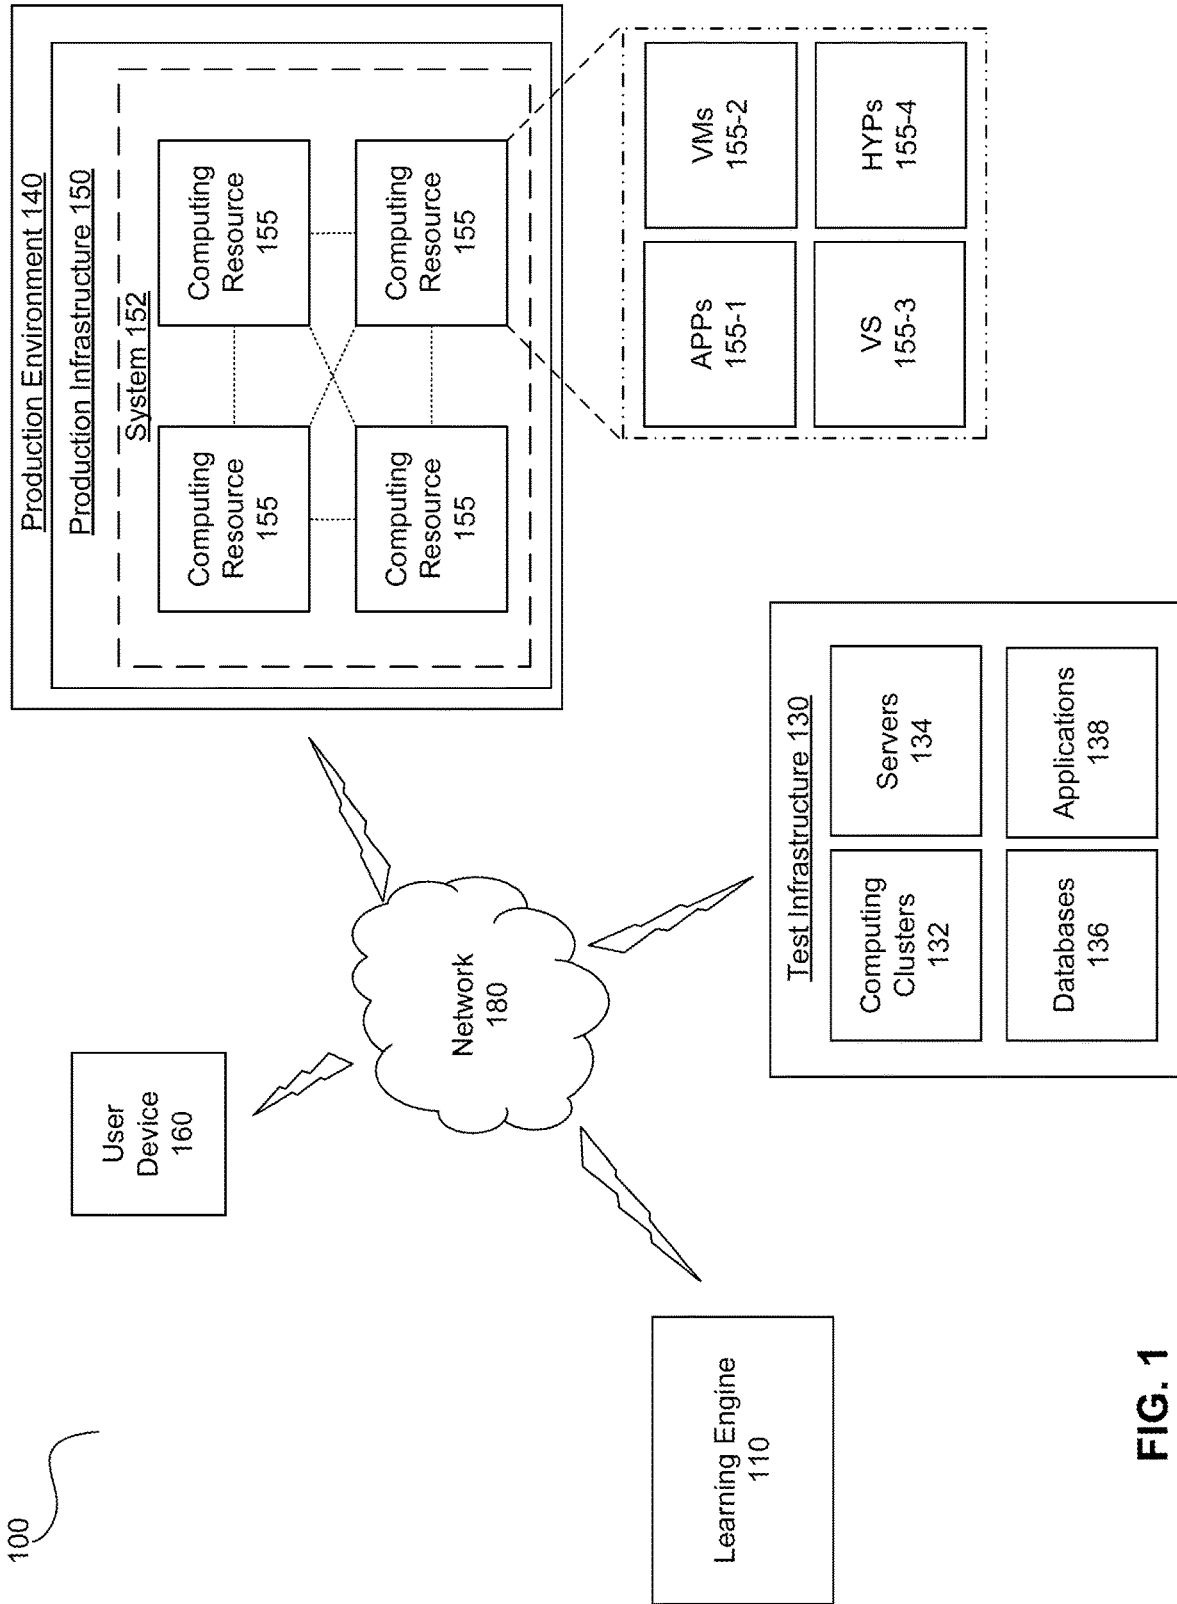 100
User
Device
160
Production Environment 140
Production Infrastructure 150
System 152
Computing
Resource
155
Computing
Resource
155
Computing
Resource
155
Computing
Resource
155
Network
180
APPs
155-1
VMs
155-2
VS
155-3
HYPs
155-4
Learning Engine
110
Test Infrastructure 130
Computing
Clusters
132
Servers
134
Databases
136
Applications
138
FIG. 1